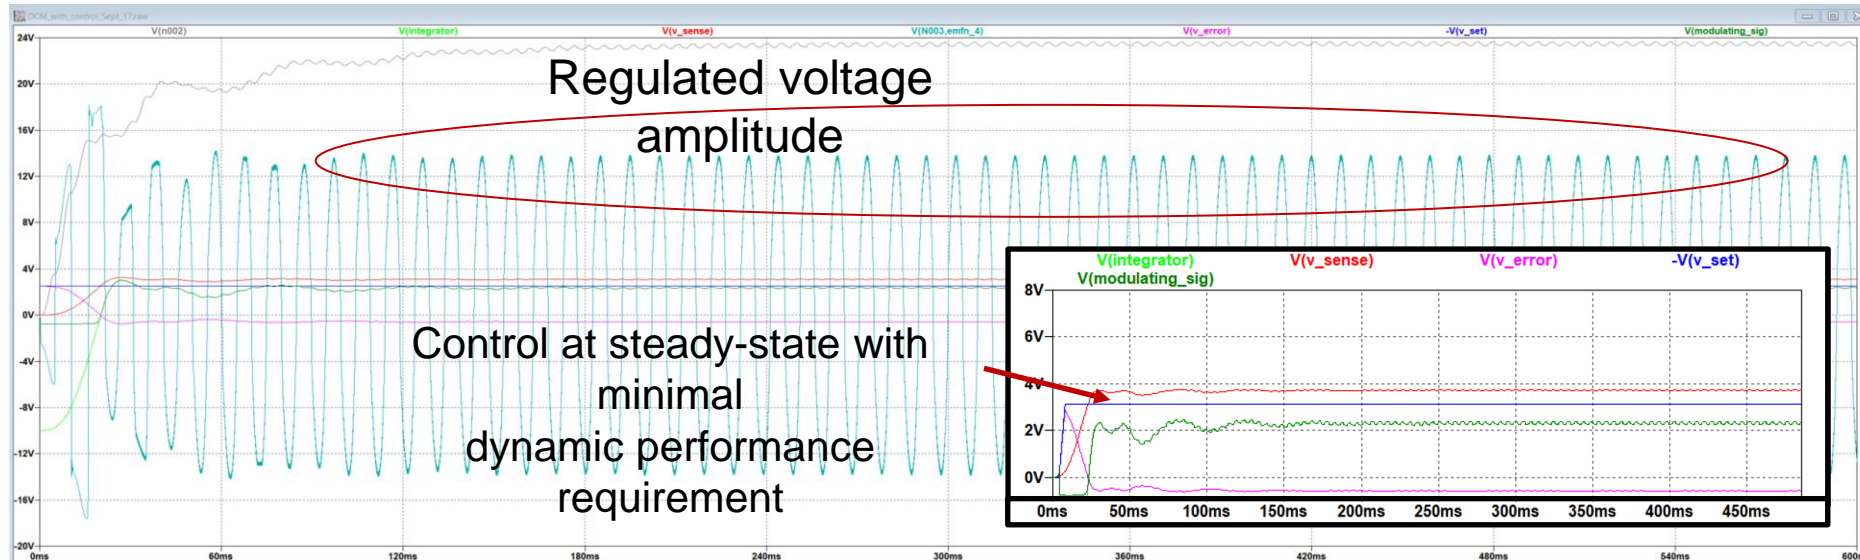 DCM_with_control_Sept_17.raw
V(n002) V(integrator) V(v_sense) V(N003,emfn_4) V(v_error) -V(v_set) V(modulating_sig)
24V
20V
16V
12V
8V
4V
0V
-4V
-8V
-12V
-16V
-20V
0ms 60ms 120ms 180ms 240ms 300ms 360ms 420ms 480ms 540ms
Regulated voltage
amplitude
Control at steady-state with
minimal
dynamic performance
requirement
V(integrator) V(v_sense) V(v_error) -V(v_set)
V(modulating_sig)
8V
6V
4V
2V
0V
0ms 50ms 100ms 150ms 200ms 250ms 300ms 350ms 400ms 450ms